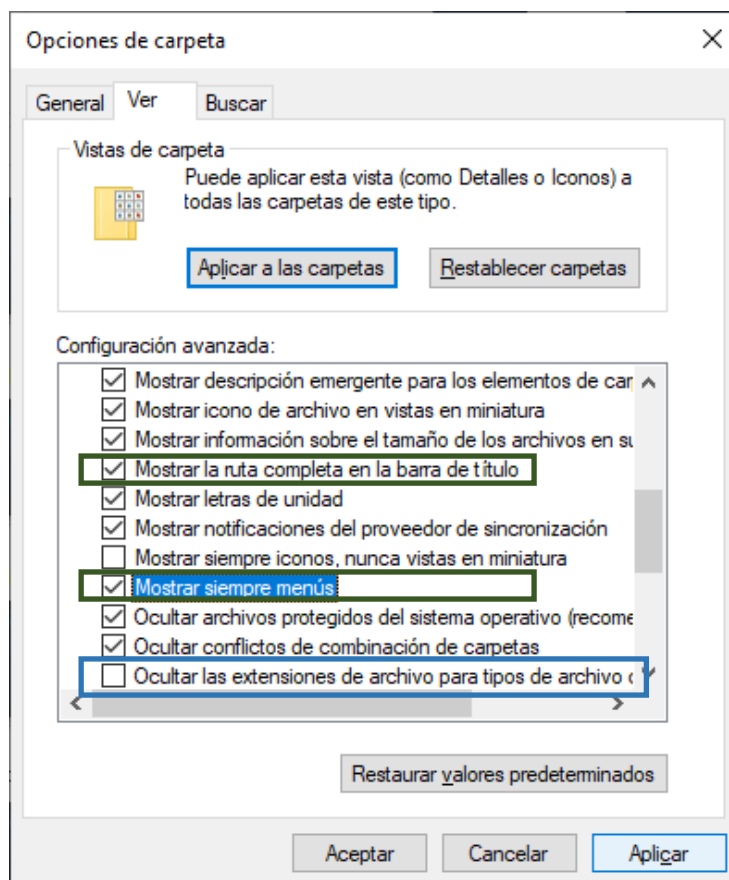 Opciones de carpeta
General Ver Buscar
Vistas de carpeta
Puede aplicar esta vista (como Detalles o Iconos) a
todas las carpetas de este tipo.
Aplicar a las carpetas Restablecer carpetas
Configuración avanzada:
Mostrar descripción emergente para los elementos de
Mostrar icono de archivo en vistas en miniatura
Mostrar información sobre el tamaño de los archivos en
Mostrar la ruta completa en la barra de título
Mostrar letras de unidad
Mostrar notificaciones del proveedor de sincronización
Mostrar siempre iconos, nunca vistas en miniatura
Mostrar siempre menús
Ocultar archivos protegidos del sistema operativo (recome
Ocultar conflictos de combinación de carpetas
Ocultar las extensiones de archivo para tipos de archivo
Restaurar valores predeterminados
Aceptar Cancelar Aplicar